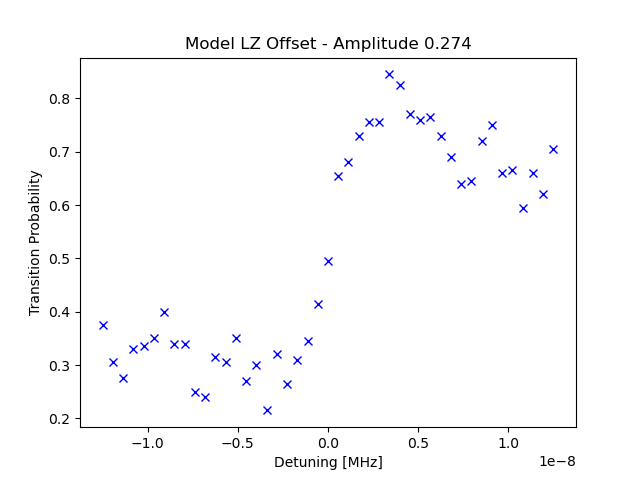 Model LZ Offset - Amplitude 0.274
Transition Probability
0.8
0.7
0.6
0.5
0.4
0.3
0.2
−1.0 −0.5 0.0 0.5 1.0
1e−8
Detuning [MHz]